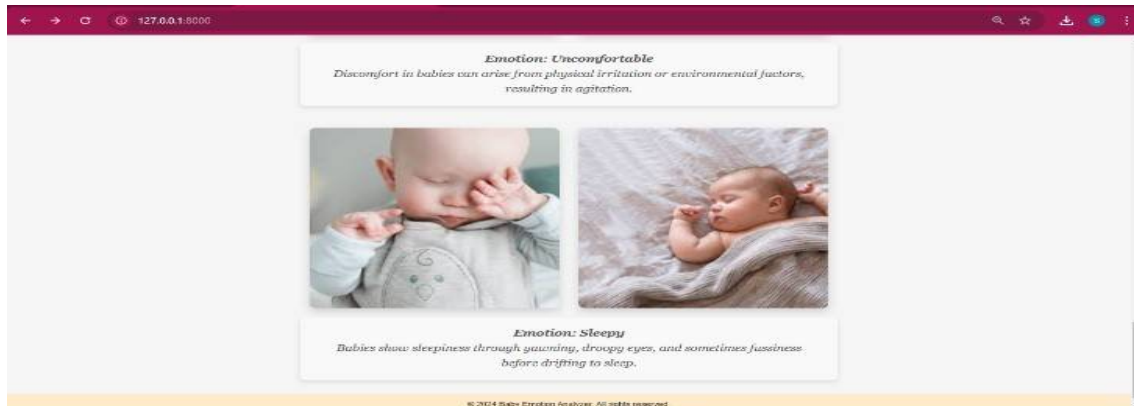 127.0.0.1:8000
S
Emotion: Uncomfortable
Discomfort in babies can arise from physical irritation or environmental factors,
resulting in agitation.
Emotion: Sleepy
Babies show sleepiness through yawning, droopy eyes, and sometimes fussiness
before drifting to sleep.
© 2024 Baby Emotion Analyzer. All rights reserved.